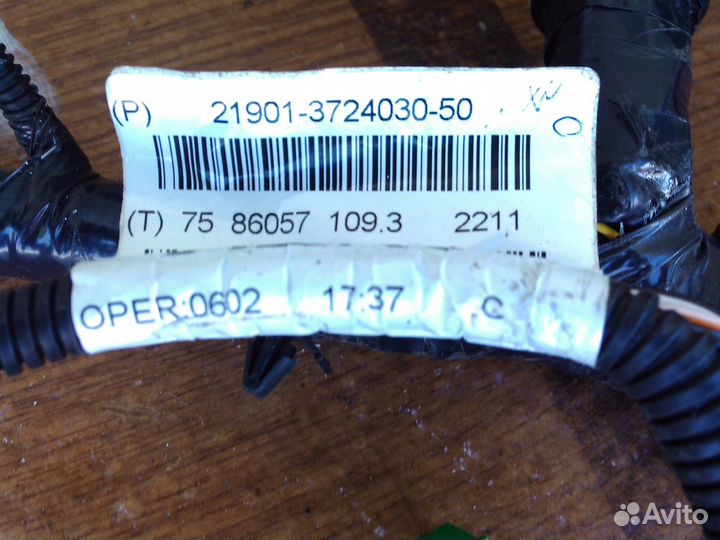 (P) 21901-3724030-50
(T) 75 86057 109.3 2211
OPER:0602 17:37 C
Avito